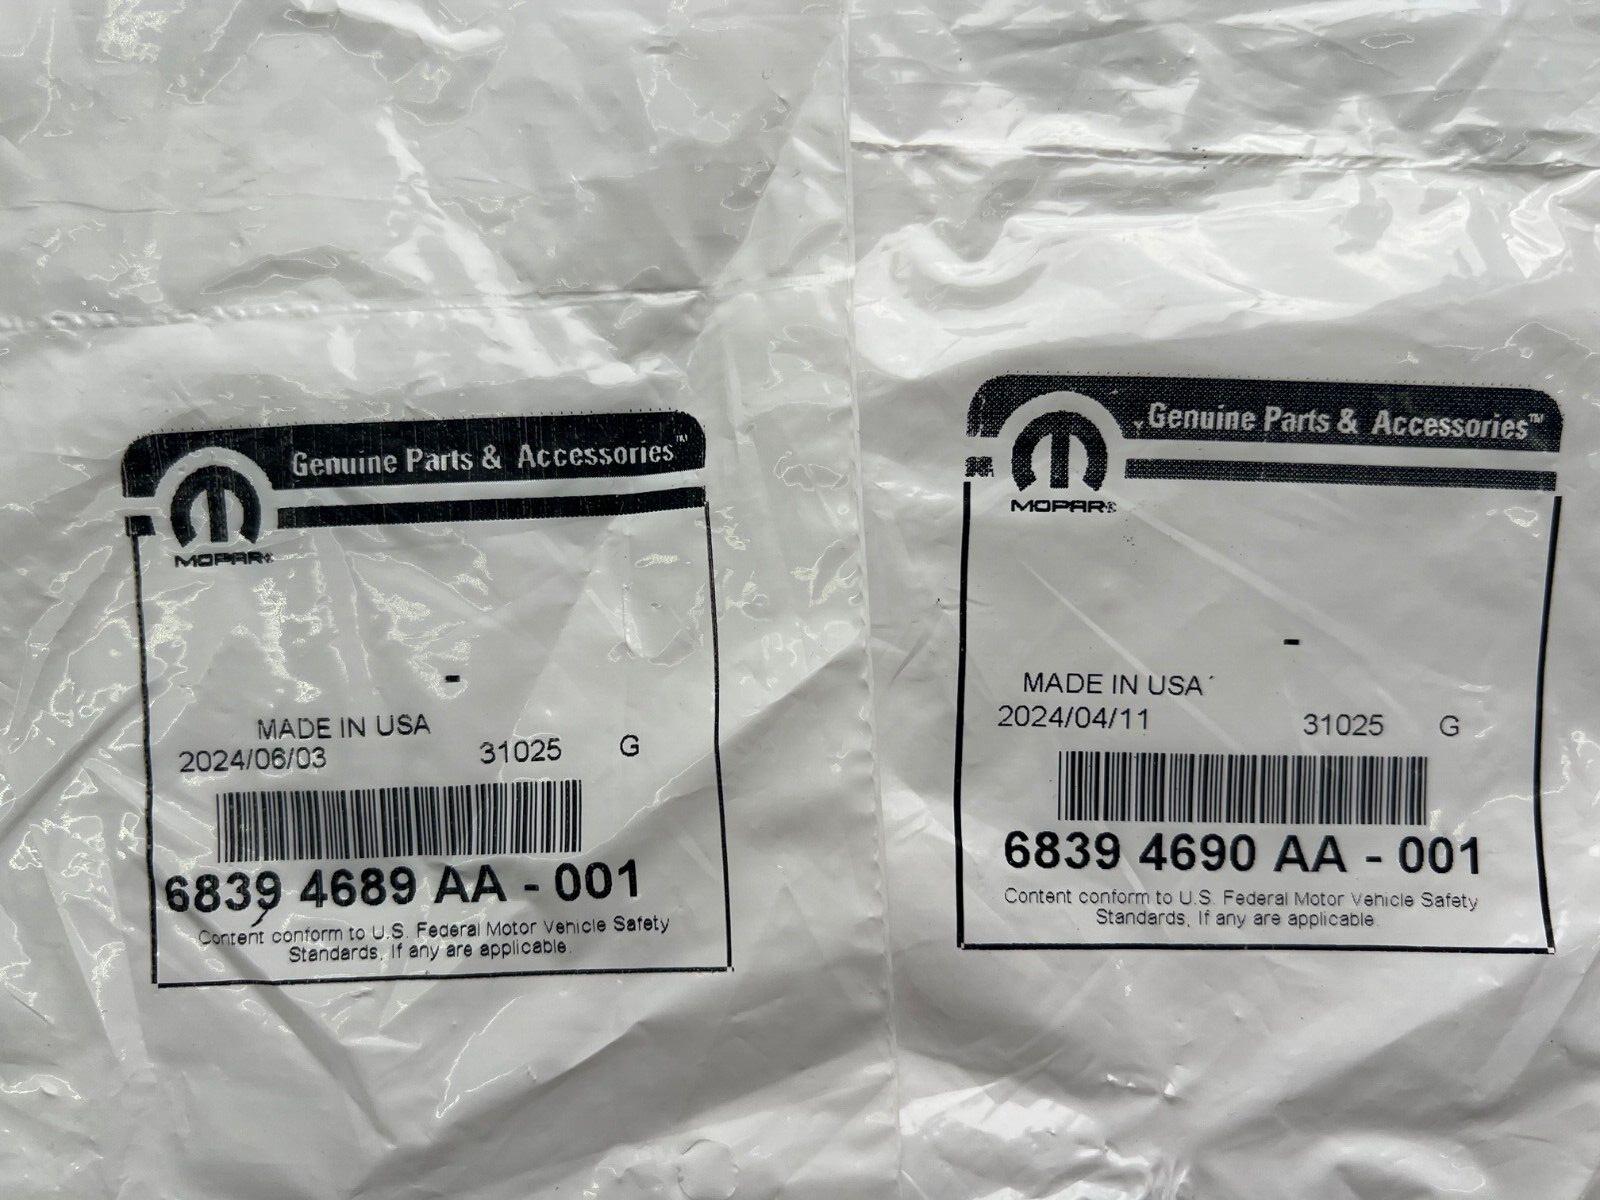 Genuine Parts & Accessories™
MOPAR®
-
MADE IN USA
2024/06/03 31025 G
6839 4689 AA - 001
Content conform to U.S. Federal Motor Vehicle Safety
Standards, If any are applicable.
Genuine Parts & Accessories™
MOPAR®
-
MADE IN USA
2024/04/11 31025 G
6839 4690 AA - 001
Content conform to U.S. Federal Motor Vehicle Safety
Standards, If any are applicable.